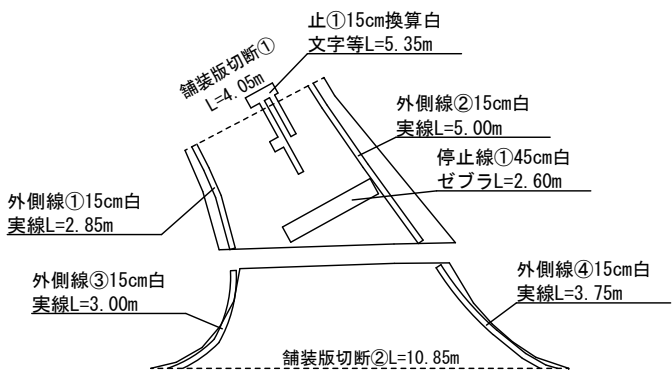 止①15cm換算白
文字等L=5.35m
舗装版切断①
L=4.05m
外側線②15cm白
実線L=5.00m
停止線①45cm白
ゼブラL=2.60m
外側線①15cm白
実線L=2.85m
外側線③15cm白
実線L=3.00m
外側線④15cm白
実線L=3.75m
舗装版切断②L=10.85m